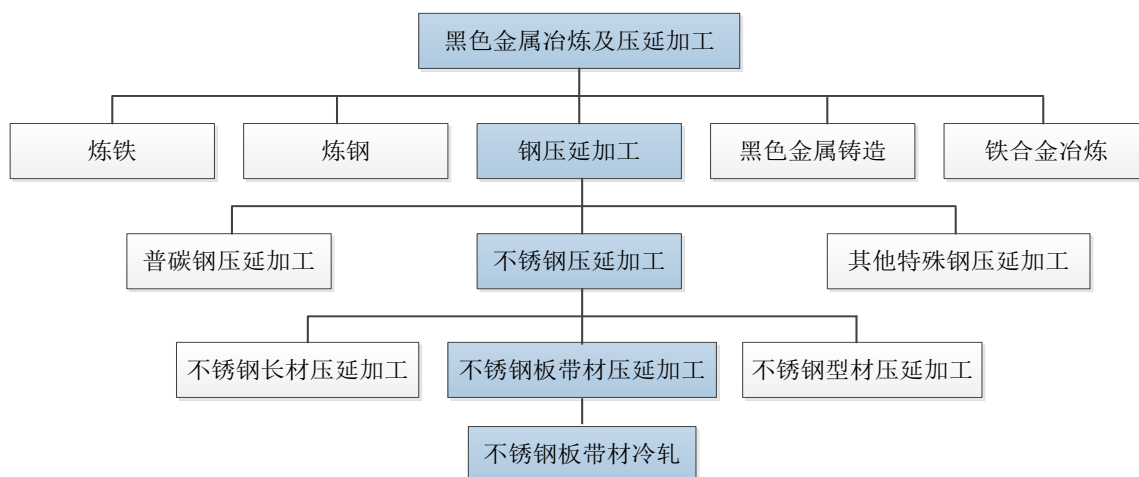 黑色金属冶炼及压延加工
炼铁
炼钢
钢压延加工
黑色金属铸造
铁合金冶炼
普碳钢压延加工
不锈钢压延加工
其他特殊钢压延加工
不锈钢长材压延加工
不锈钢板带材压延加工
不锈钢型材压延加工
不锈钢板带材冷轧